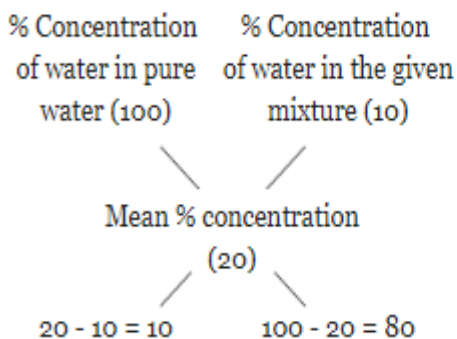 % Concentration
of water in pure
water (100)
% Concentration
of water in the given
mixture (10)
Mean % concentration
(20)
20 - 10 = 10
100 - 20 = 80